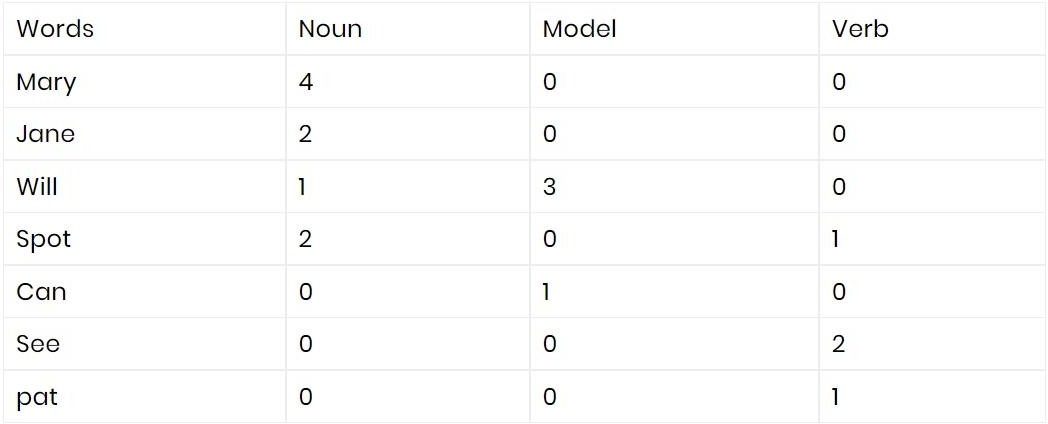 Words Noun Model Verb
Mary 4 0 0
Jane 2 0 0
Will 1 3 0
Spot 2 0 1
Can 0 1 0
See 0 0 2
pat 0 0 1